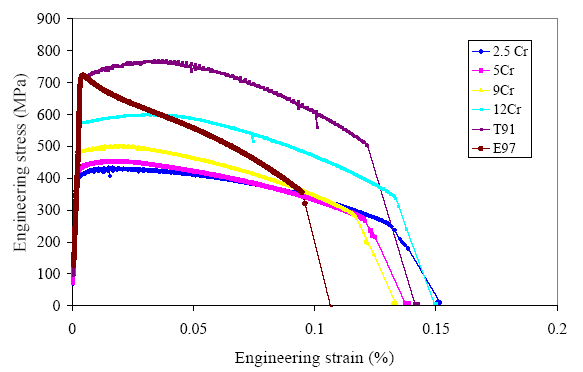 900
800
700
600
500
400
300
200
100
0
Engineering stress (MPa)
2.5 Cr
5Cr
9Cr
12Cr
T91
E97
0
0.05
0.1
0.15
0.2
Engineering strain (%)